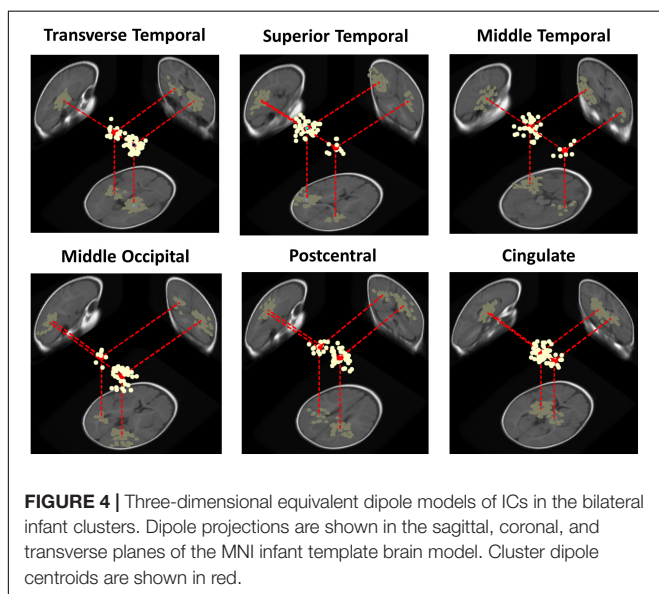 Transverse Temporal Superior Temporal Middle Temporal
Middle Occipital Postcentral Cingulate
FIGURE 4 | Three-dimensional equivalent dipole models of ICs in the bilateral
infant clusters. Dipole projections are shown in the sagittal, coronal, and
transverse planes of the MNI infant template brain model. Cluster dipole
centroids are shown in red.